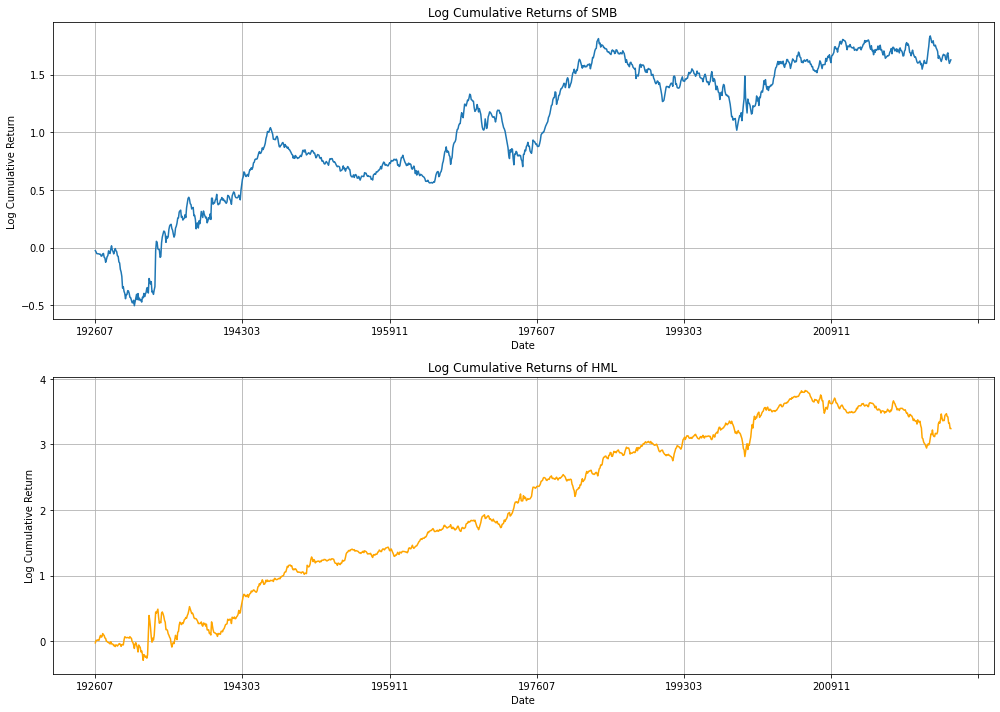 Log Cumulative Returns of SMB
Log Cumulative Return
1.5
1.0
0.5
0.0
−0.5
192607 194303 195911 197607 199303 200911
Date
Log Cumulative Returns of HML
Log Cumulative Return
4
3
2
1
0
192607 194303 195911 197607 199303 200911
Date